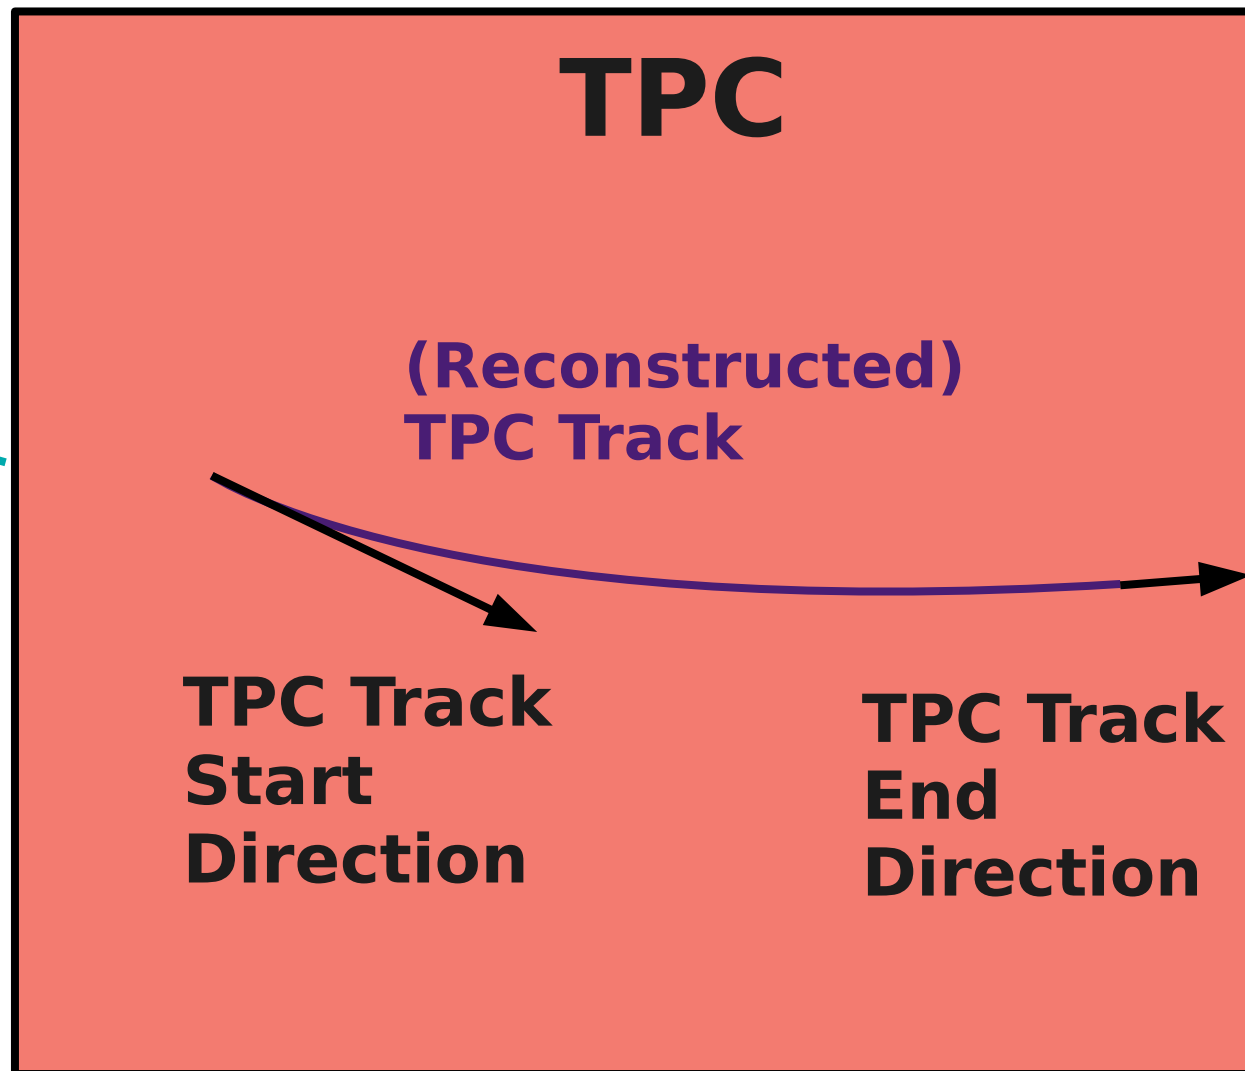 TPC
(Reconstructed)
TPC Track
TPC Track
Start
Direction
TPC Track
End
Direction